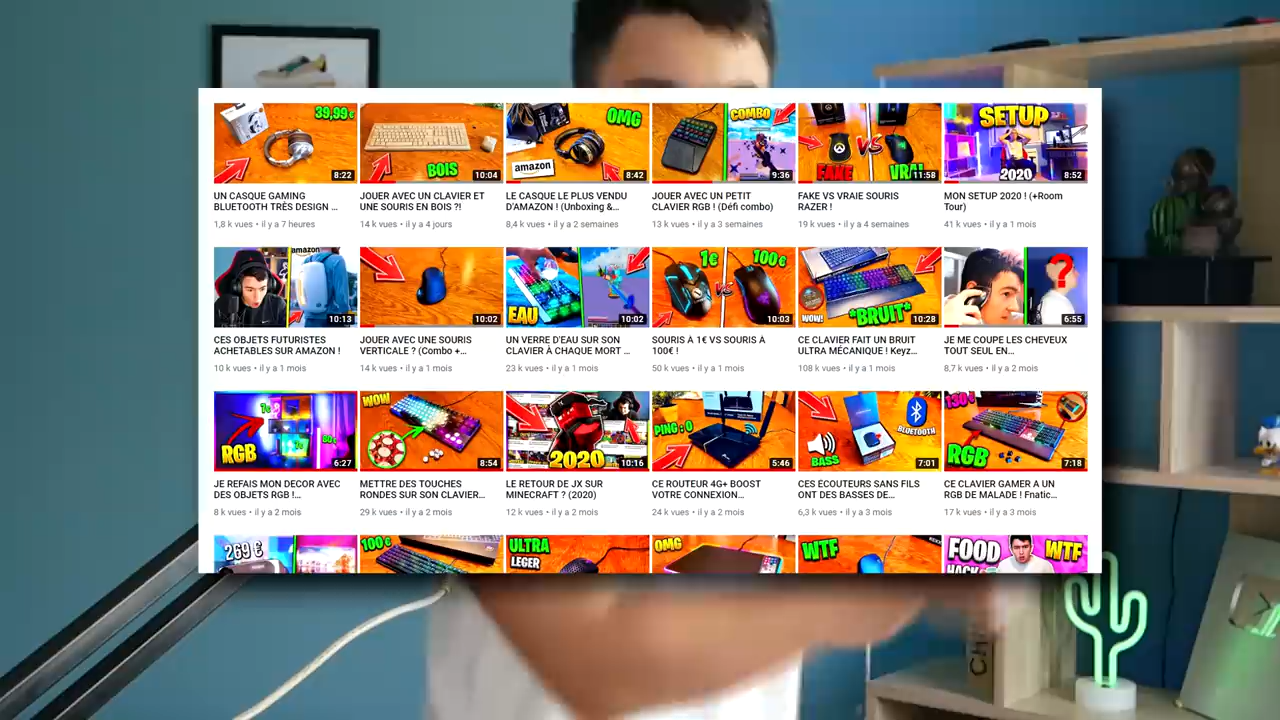 39,99€
8:22
UN CASQUE GAMING
BLUETOOTH TRÈS DESIGN ...
1,8 k vues • il y a 7 heures
BOIS
10:04
JOUER AVEC UN CLAVIER ET
UNE SOURIS EN BOIS ?!
14 k vues • il y a 4 jours
OMG
amazon
8:42
LE CASQUE LE PLUS VENDU
D'AMAZON ! (Unboxing &...
8,4 k vues • il y a 2 semaines
COMBO
9:36
JOUER AVEC UN PETIT
CLAVIER RGB ! (Défi combo)
13 k vues • il y a 3 semaines
VS
FAKE
VRAI
11:58
FAKE VS VRAIE SOURIS
RAZER !
19 k vues • il y a 4 semaines
SETUP
2020
8:52
MON SETUP 2020 ! (+Room
Tour)
41 k vues • il y a 1 mois
amazon
10:13
CES OBJETS FUTURISTES
ACHETABLES SUR AMAZON !
10 k vues • il y a 1 mois
10:02
JOUER AVEC UNE SOURIS
VERTICALE ? (Combo +...
14 k vues • il y a 1 mois
EAU
10:02
UN VERRE D'EAU SUR SON
CLAVIER À CHAQUE MORT ...
23 k vues • il y a 1 mois
1€
VS
100€
10:03
SOURIS À 1€ VS SOURIS À
100€ !
50 k vues • il y a 1 mois
WOW!
*BRUIT*
10:28
CE CLAVIER FAIT UN BRUIT
ULTRA MÉCANIQUE ! Keyz...
108 k vues • il y a 1 mois
?
6:55
JE ME COUPE LES CHEVEUX
TOUT SEUL EN...
8,7 k vues • il y a 2 mois
1€
80€
RGB
6:27
JE REFAIS MON DECOR AVEC
DES OBJETS RGB !...
8 k vues • il y a 2 mois
WOW
8:54
METTRE DES TOUCHES
RONDES SUR SON CLAVIER...
29 k vues • il y a 2 mois
2020
10:16
LE RETOUR DE JX SUR
MINECRAFT ? (2020)
12 k vues • il y a 2 mois
PING : 0
5:46
CE ROUTEUR 4G+ BOOST
VOTRE CONNEXION...
24 k vues • il y a 2 mois
BLUETOOTH
BASS
7:01
CES ÉCOUTEURS SANS FILS
ONT DES BASSES DE...
6,3 k vues • il y a 3 mois
130€
RGB
7:18
CE CLAVIER GAMER A UN
RGB DE MALADE ! Fnatic...
17 k vues • il y a 3 mois
269 €
100€
ULTRA
LEGER
OMG
WTF
FOOD
HACK
WTF